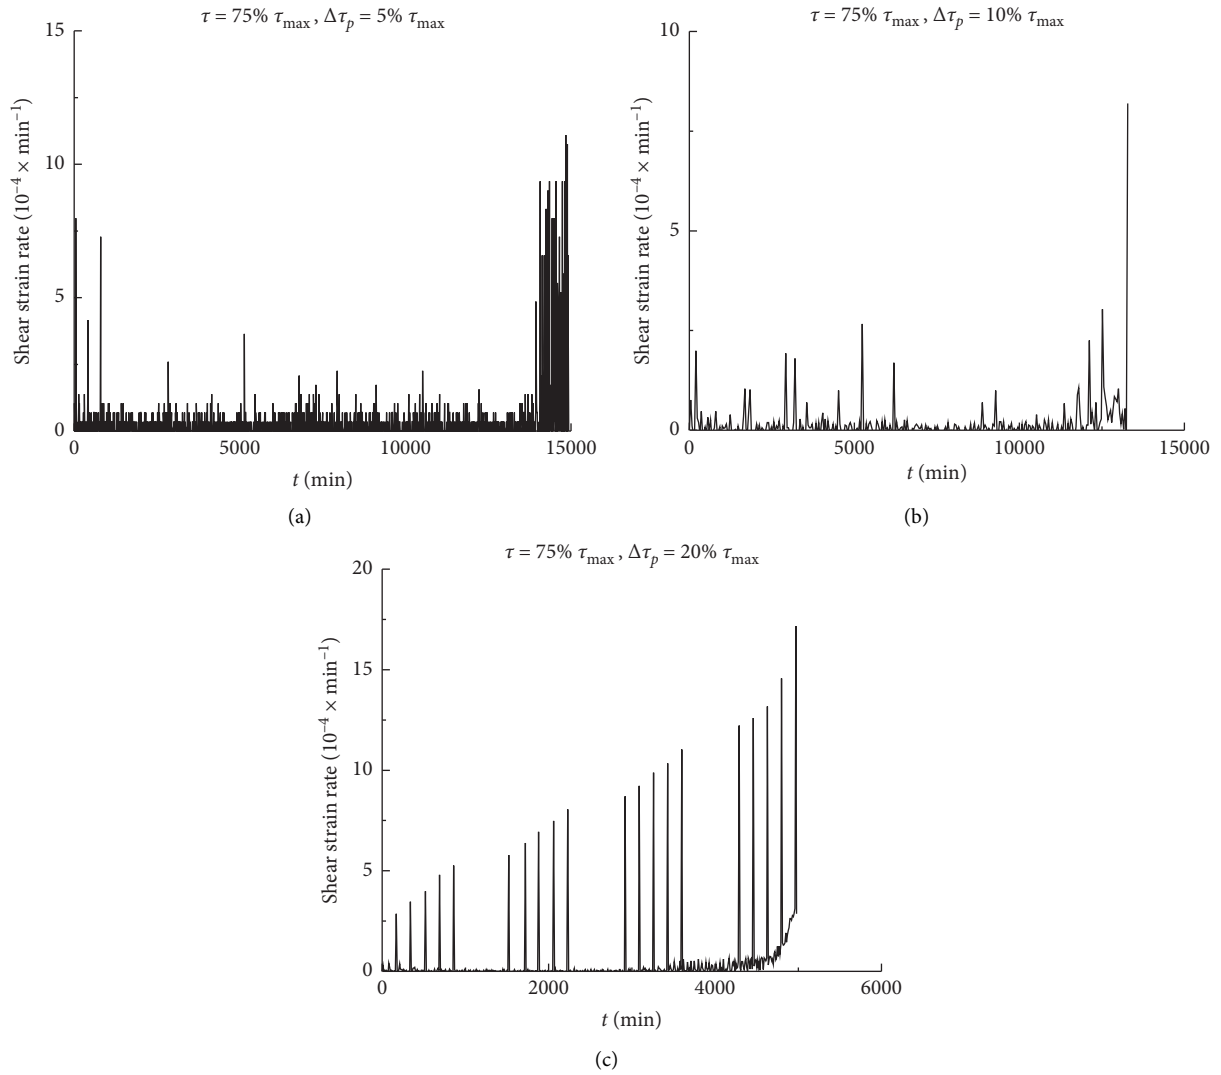 τ = 75% τmax , Δτp = 5% τmax
15
10
5
0
Shear strain rate (10−4 × min−1)
0 5000 10000 15000
t (min)
(a)
τ = 75% τmax , Δτp = 10% τmax
10
5
0
Shear strain rate (10−4 × min−1)
0 5000 10000 15000
t (min)
(b)
τ = 75% τmax , Δτp = 20% τmax
20
15
10
5
0
Shear strain rate (10−4 × min−1)
0 2000 4000 6000
t (min)
(c)